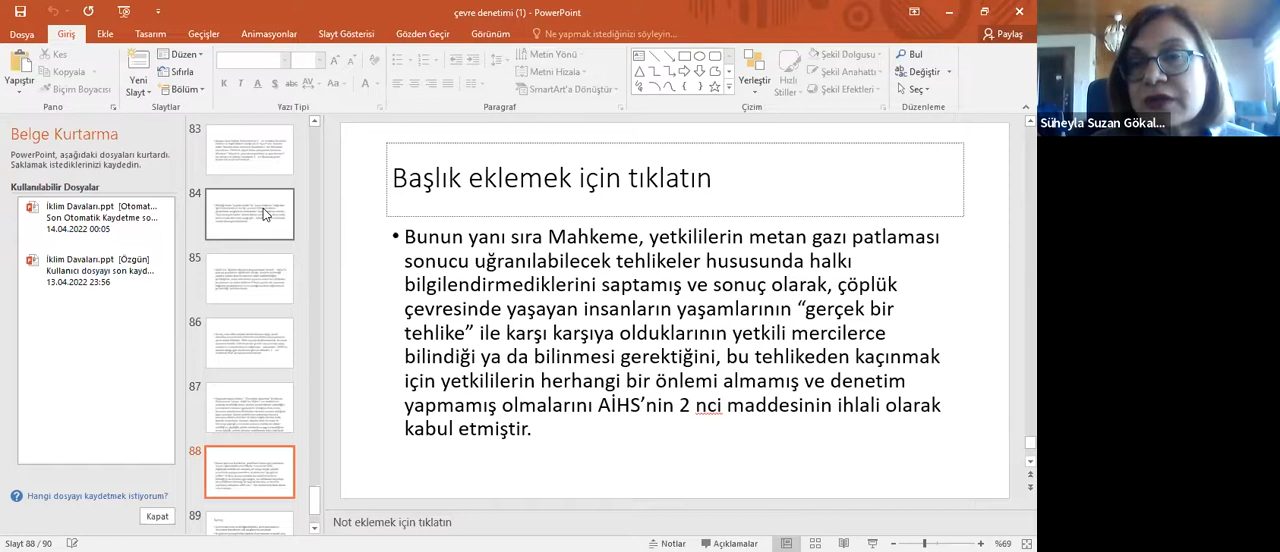 çevre denetimi (1) - PowerPoint
Dosya Giriş Ekle Tasarım Geçişler Animasyonlar Slayt Gösterisi Gözden Geçir Görünüm Ne yapmak istediğinizi söyleyin... Paylaş
Yapıştır
Kes
Kopyala
Biçim Boyacısı
Pano
Yeni Slayt
Düzen
Sıfırla
Bölüm
Slaytlar
Yazı Tipi
Metin Yönü
Metni Hizala
SmartArt'a Dönüştür
Paragraf
Yerleştir
Hızlı Stiller
Şekil Dolgusu
Şekil Anahattı
Şekil Efektleri
Çizim
Bul
Değiştir
Seç
Düzenleme
Belge Kurtarma
PowerPoint, aşağıdaki dosyaları kurtardı.
Saklamak istediklerinizi kaydedin.
Kullanılabilir Dosyalar
İklim Davaları.ppt [Otomat...
Son Otomatik Kaydetme so...
14.04.2022 00:05
İklim Davaları.ppt [Özgün]
Kullanıcı dosyayı son kayd...
13.04.2022 23:56
Hangi dosyayı kaydetmek istiyorum?
Kapat
83
84
85
86
87
88
89
Başlık eklemek için tıklatın
• Bunun yanı sıra Mahkeme, yetkililerin metan gazı patlaması
sonucu uğranılabilecek tehlikeler hususunda halkı
bilgilendirmediklerini saptamış ve sonuç olarak, çöplük
çevresinde yaşayan insanların yaşamlarının “gerçek bir
tehlike” ile karşı karşıya olduklarının yetkili mercilerce
bilindiği ya da bilinmesi gerektiğini, bu tehlikeden kaçınmak
için yetkililerin herhangi bir önlemi almamış ve denetim
yapmamış olmalarını AİHS’nin 2 nci maddesinin ihlali olarak
kabul etmiştir.
Not eklemek için tıklatın
Slayt 88 / 90
Notlar Açıklamalar %69
Süheyla Suzan Gökal...